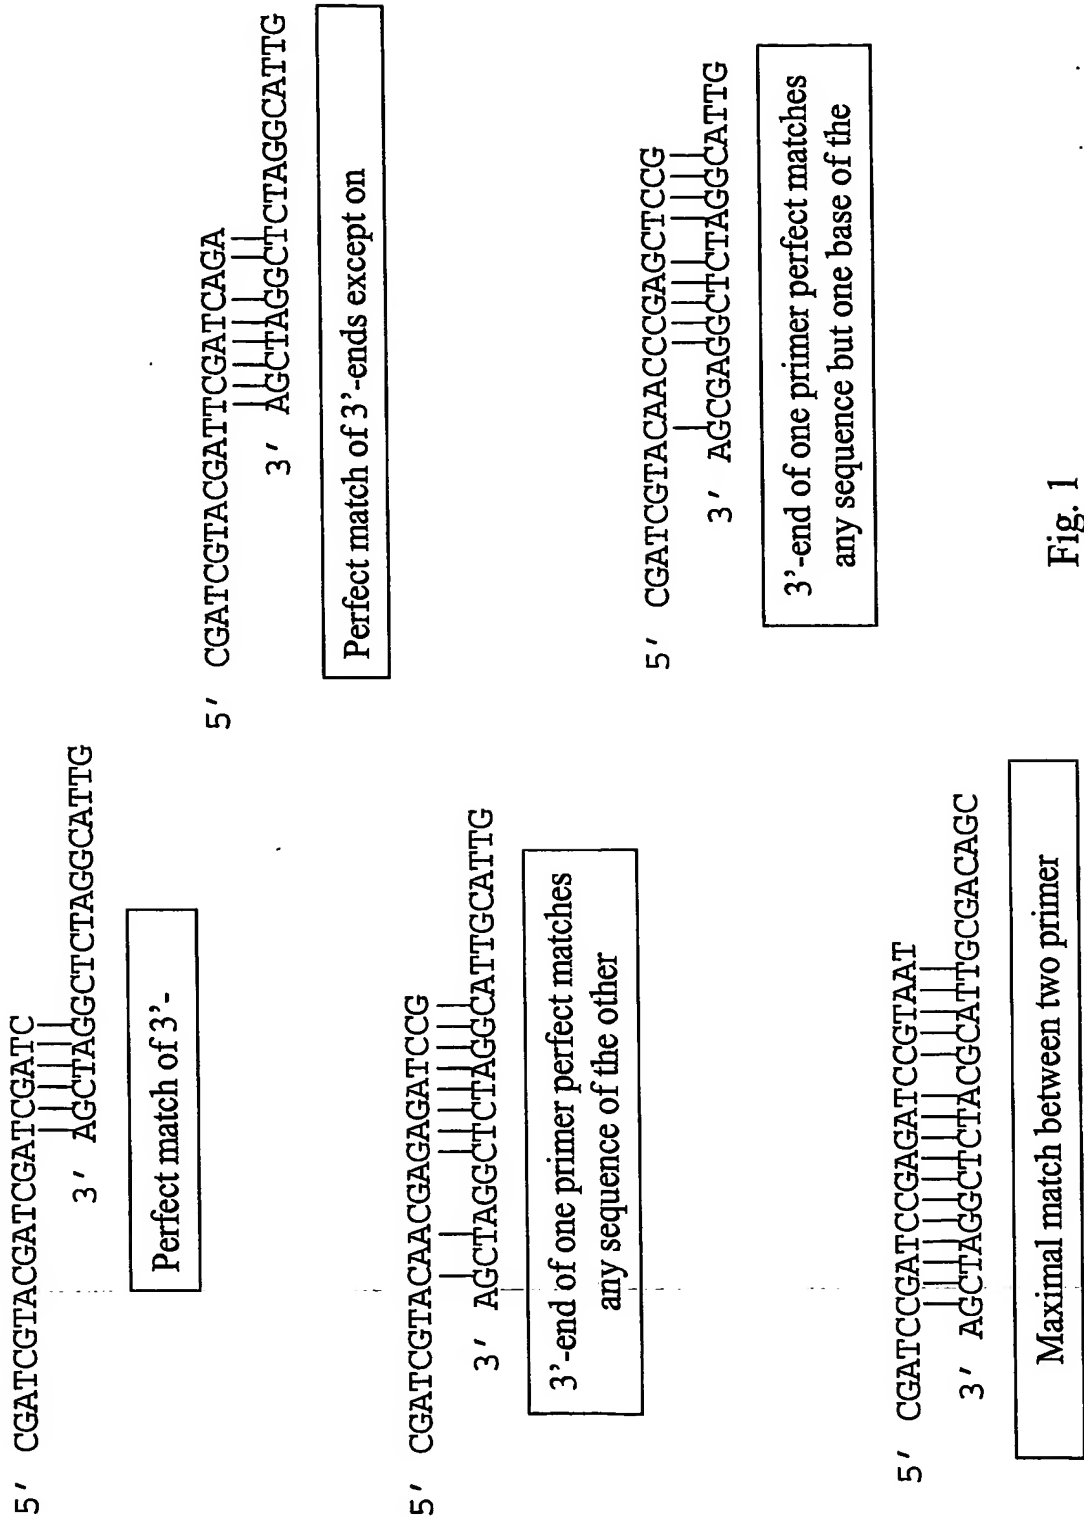 5' CGATCGTACGATCGATCGATC
3' AGCTAGGCTCTAGGCATTG
Perfect match of 3'-
5' CGATCGTACGATTCGATCAGA
3' AGCTAGGCTCTAGGCATTG
Perfect match of 3'-ends except on
5' CGATCGTACAACGAGAGATCCG
3' AGCTAGGCTCTAGGCATTGCATTG
3'-end of one primer perfect matches
any sequence of the other
5' CGATCGTACAACCCGAGCTCCG
3' AGCGAGGCTCTAGGCATTG
3'-end of one primer perfect matches
any sequence but one base of the
5' CGATCCGATCCGAGATCCGTAAT
3' AGCTAGGCTCTACGCATTGCGACAGC
Maximal match between two primer
Fig. 1